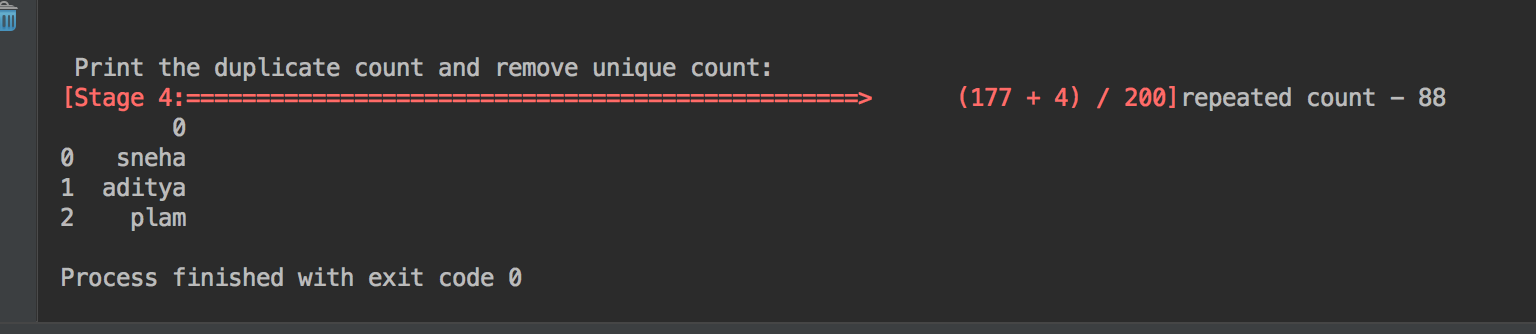 Print the duplicate count and remove unique count:
[Stage 4:================================================> (177 + 4) / 200]repeated count - 88
0
0 sneha
1 aditya
2 plam
Process finished with exit code 0